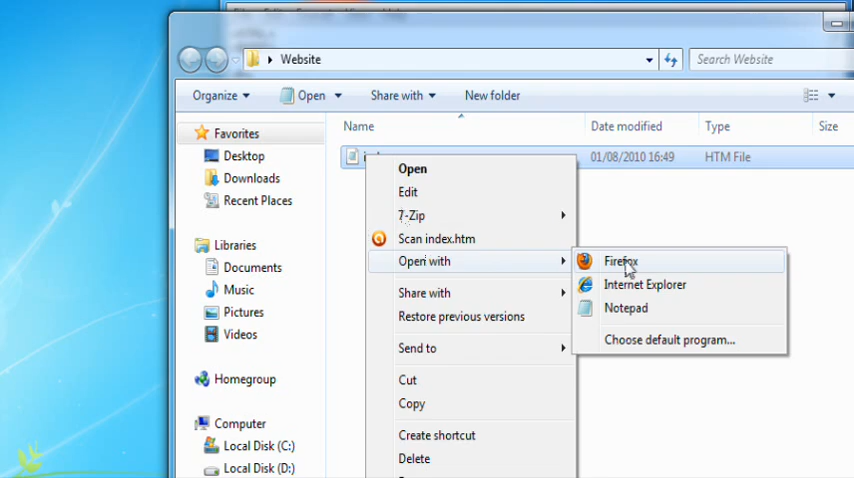 Website
Search Website
Organize
Open
Share with
New folder
Name
Date modified
Type
Size
Favorites
Desktop
Downloads
Recent Places
Libraries
Documents
Music
Pictures
Videos
Homegroup
Computer
Local Disk (C:)
Local Disk (D:)
01/08/2010 16:49
HTM File
Open
Edit
7-Zip
Scan index.htm
Open with
Share with
Restore previous versions
Send to
Cut
Copy
Create shortcut
Delete
Firefox
Internet Explorer
Notepad
Choose default program...